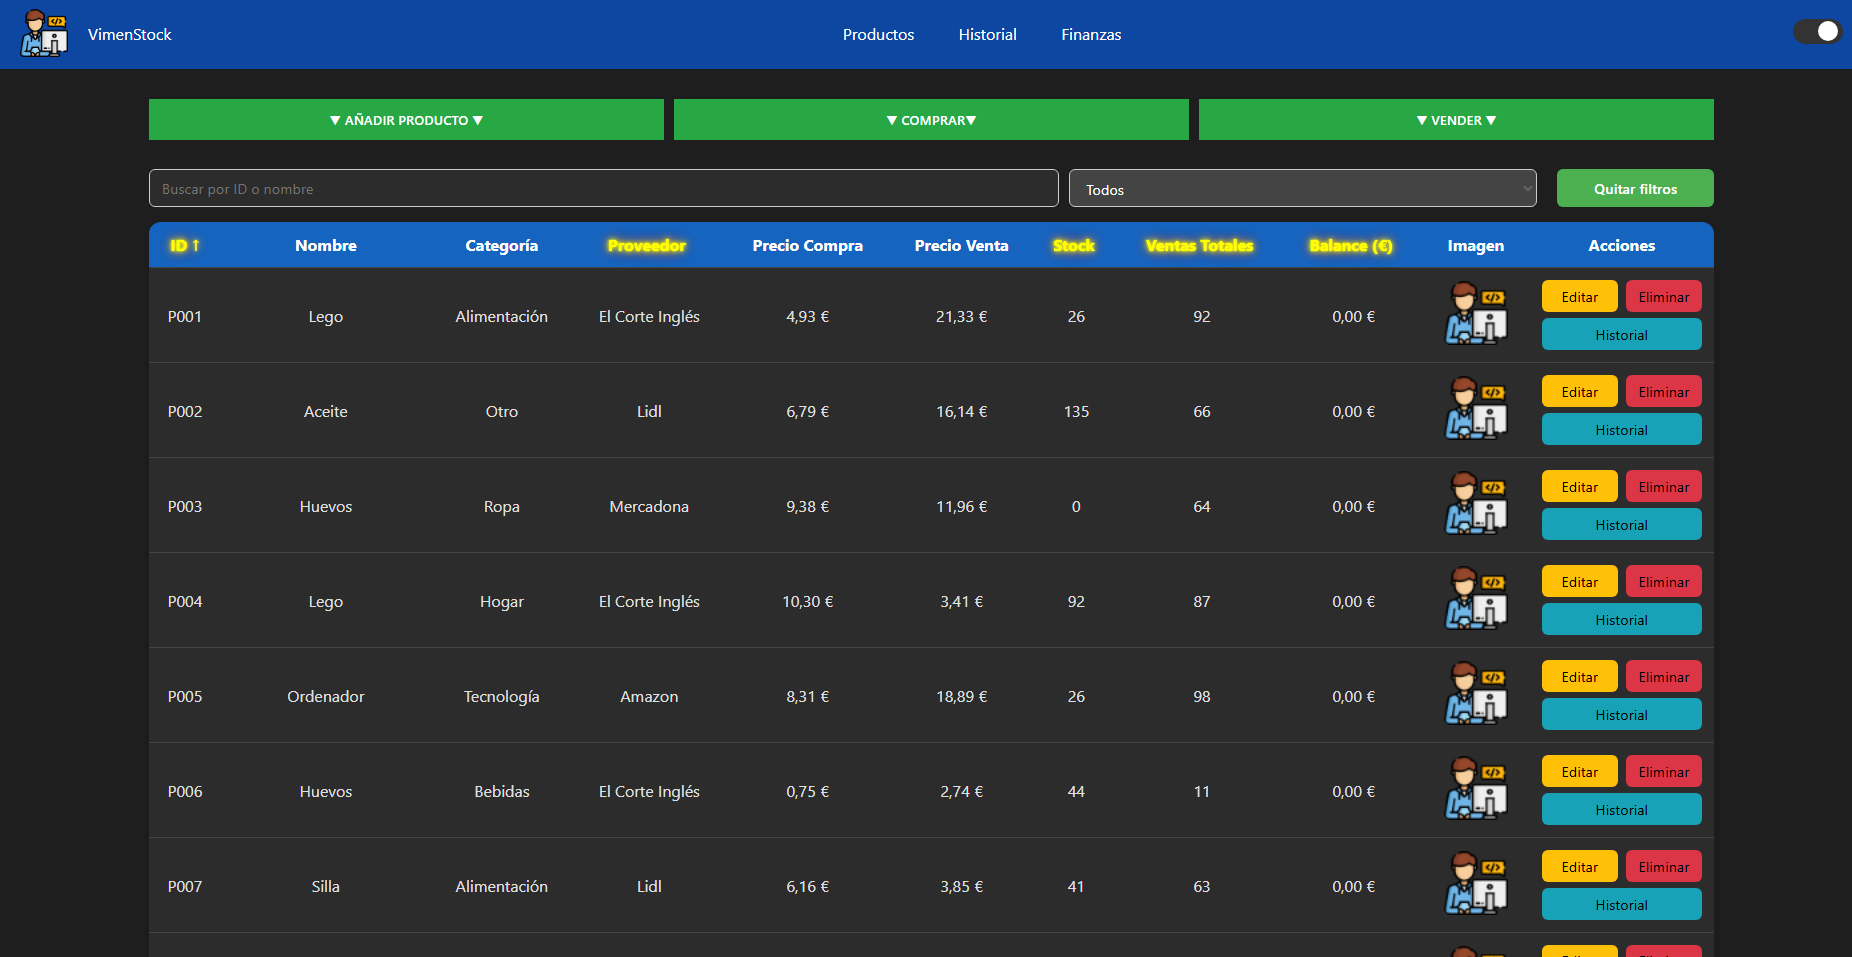 VimenStock Productos Historial Finanzas
▼ AÑADIR PRODUCTO ▼ ▼ COMPRAR▼ ▼ VENDER ▼
Buscar por ID o nombre Todos Quitar filtros
ID ↑ Nombre Categoría Proveedor Precio Compra Precio Venta Stock Ventas Totales Balance (€) Imagen Acciones
P001 Lego Alimentación El Corte Inglés 4,93 € 21,33 € 26 92 0,00 € Editar Eliminar
Historial
P002 Aceite Otro Lidl 6,79 € 16,14 € 135 66 0,00 € Editar Eliminar
Historial
P003 Huevos Ropa Mercadona 9,38 € 11,96 € 0 64 0,00 € Editar Eliminar
Historial
P004 Lego Hogar El Corte Inglés 10,30 € 3,41 € 92 87 0,00 € Editar Eliminar
Historial
P005 Ordenador Tecnología Amazon 8,31 € 18,89 € 26 98 0,00 € Editar Eliminar
Historial
P006 Huevos Bebidas El Corte Inglés 0,75 € 2,74 € 44 11 0,00 € Editar Eliminar
Historial
P007 Silla Alimentación Lidl 6,16 € 3,85 € 41 63 0,00 € Editar Eliminar
Historial